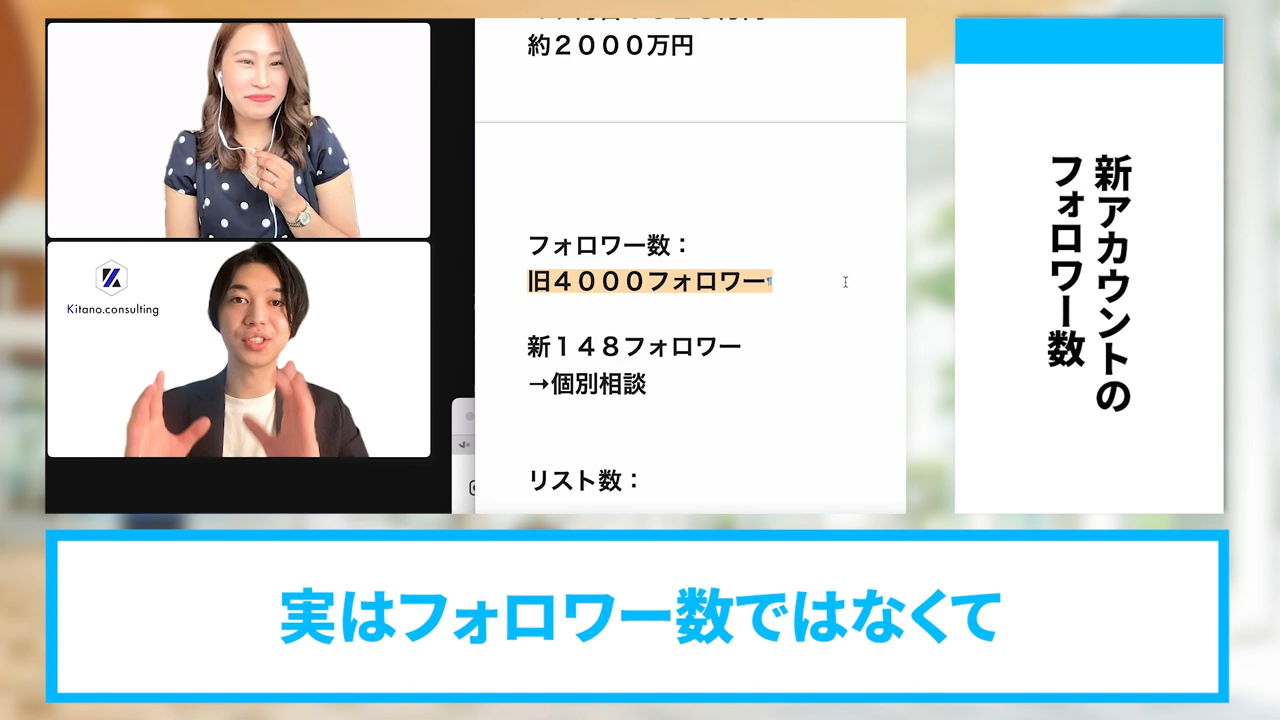 約２０００万円
フォロワー数：
旧４０００フォロワー
新１４８フォロワー
→個別相談
リスト数：
Kitano.consulting
新アカウントの
フォロワー数
実はフォロワー数ではなくて